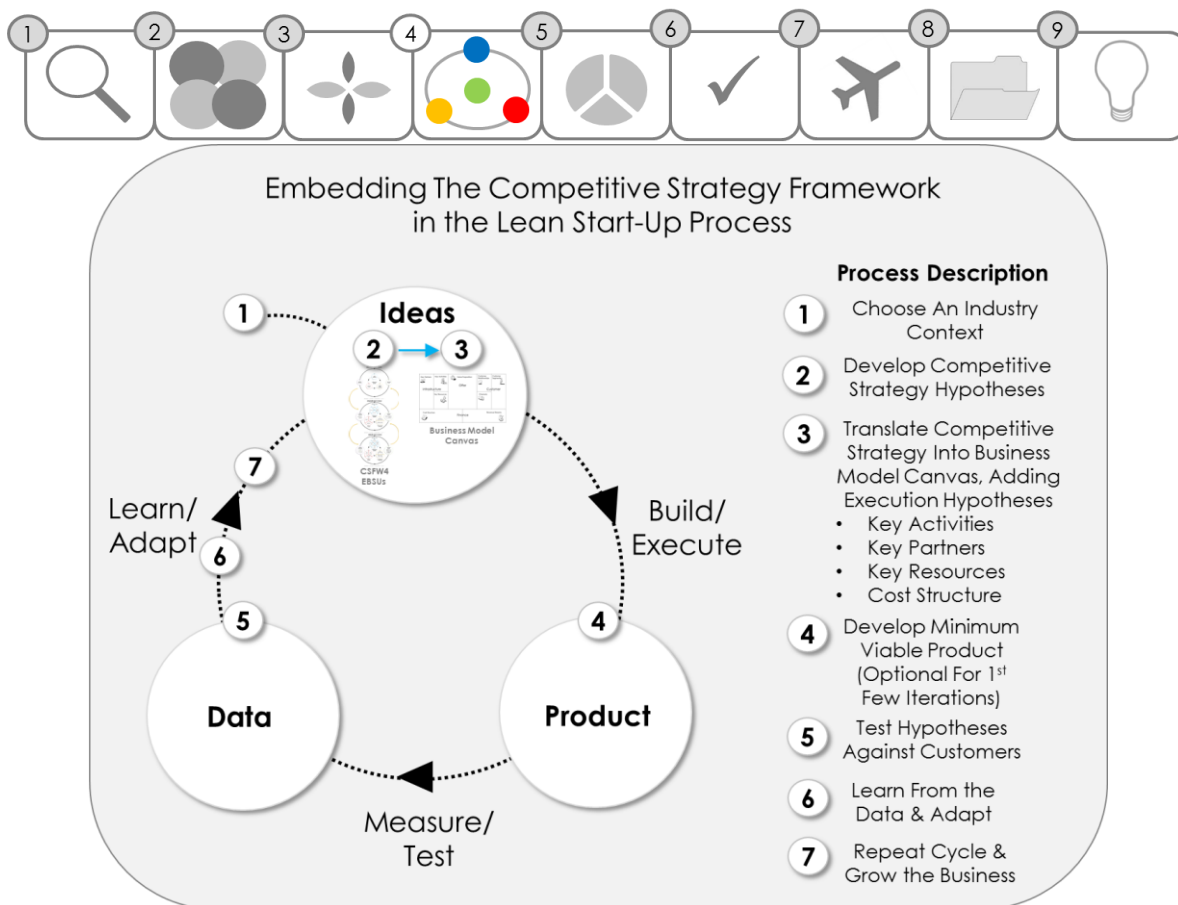 1
2
3
4
5
6
7
8
9
Embedding The Competitive Strategy Framework
in the Lean Start-Up Process
1
Ideas
2
3
CSFW4
EBSUs
Business Model
Canvas
7
Learn/
Adapt
6
Build/
Execute
5
4
Data
Product
Measure/
Test
Process Description
1
Choose An Industry
Context
2
Develop Competitive
Strategy Hypotheses
3
Translate Competitive
Strategy Into Business
Model Canvas, Adding
Execution Hypotheses
• Key Activities
• Key Partners
• Key Resources
• Cost Structure
4
Develop Minimum
Viable Product
(Optional For 1st
Few Iterations)
5
Test Hypotheses
Against Customers
6
Learn From the
Data & Adapt
7
Repeat Cycle &
Grow the Business